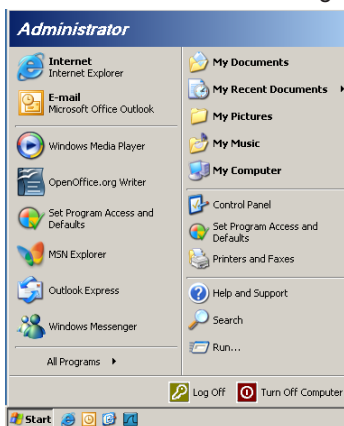 Administrator
Internet
Internet Explorer
E-mail
Microsoft Office Outlook
Windows Media Player
OpenOffice.org Writer
Set Program Access and
Defaults
MSN Explorer
Outlook Express
Windows Messenger
All Programs
My Documents
My Recent Documents
My Pictures
My Music
My Computer
Control Panel
Set Program Access and
Defaults
Printers and Faxes
Help and Support
Search
Run...
Log Off
Turn Off Computer
Start